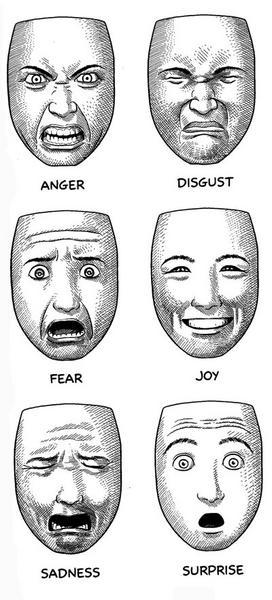 ANGER
DISGUST
FEAR
JOY
SADNESS
SURPRISE